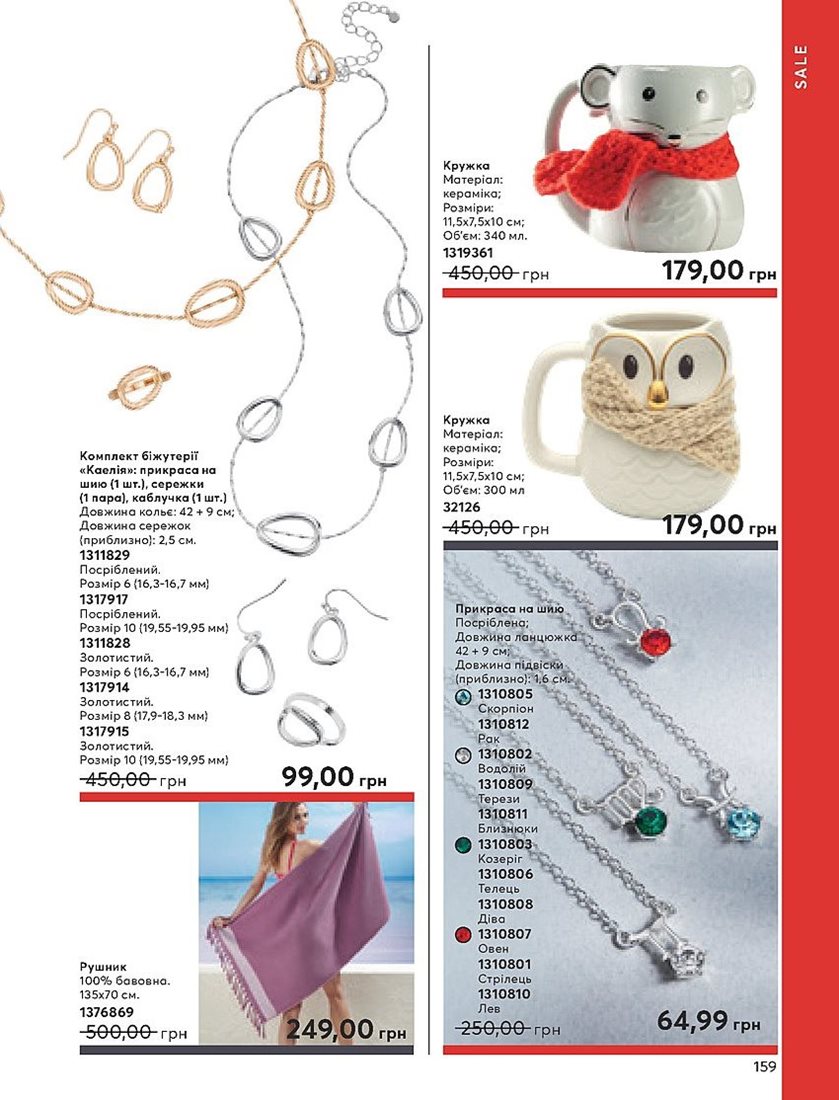 SALE
Комплект біжутерії
«Каелія»: прикраса на
шию (1 шт.), сережки
(1 пара), каблучка (1 шт.)
Довжина кольє: 42 + 9 см;
Довжина сережок
(приблизно): 2,5 см.
1311829
Посріблений.
Розмір 6 (16,3-16,7 мм)
1317917
Посріблений.
Розмір 10 (19,55-19,95 мм)
1311828
Золотистий.
Розмір 6 (16,3-16,7 мм)
1317914
Золотистий.
Розмір 8 (17,9-18,3 мм)
1317915
Золотистий.
Розмір 10 (19,55-19,95 мм)
450,00 грн
99,00 грн
Рушник
100% бавовна.
135х70 см.
1376869
500,00 грн
249,00 грн
Кружка
Матеріал:
кераміка;
Розміри:
11,5х7,5х10 см;
Об'єм: 340 мл.
1319361
450,00 грн
179,00 грн
Кружка
Матеріал:
кераміка;
Розміри:
11,5х7,5х10 см;
Об'єм: 300 мл
32126
450,00 грн
179,00 грн
Прикраса на шию
Посріблена;
Довжина ланцюжка
42 + 9 см;
Довжина підвіски
(приблизно): 1,6 см.
1310805
Скорпіон
1310812
Рак
1310802
Водолій
1310809
Терези
1310811
Близнюки
1310803
Козеріг
1310806
Телець
1310808
Діва
1310807
Овен
1310801
Стрілець
1310810
Лев
250,00 грн
64,99 грн
159